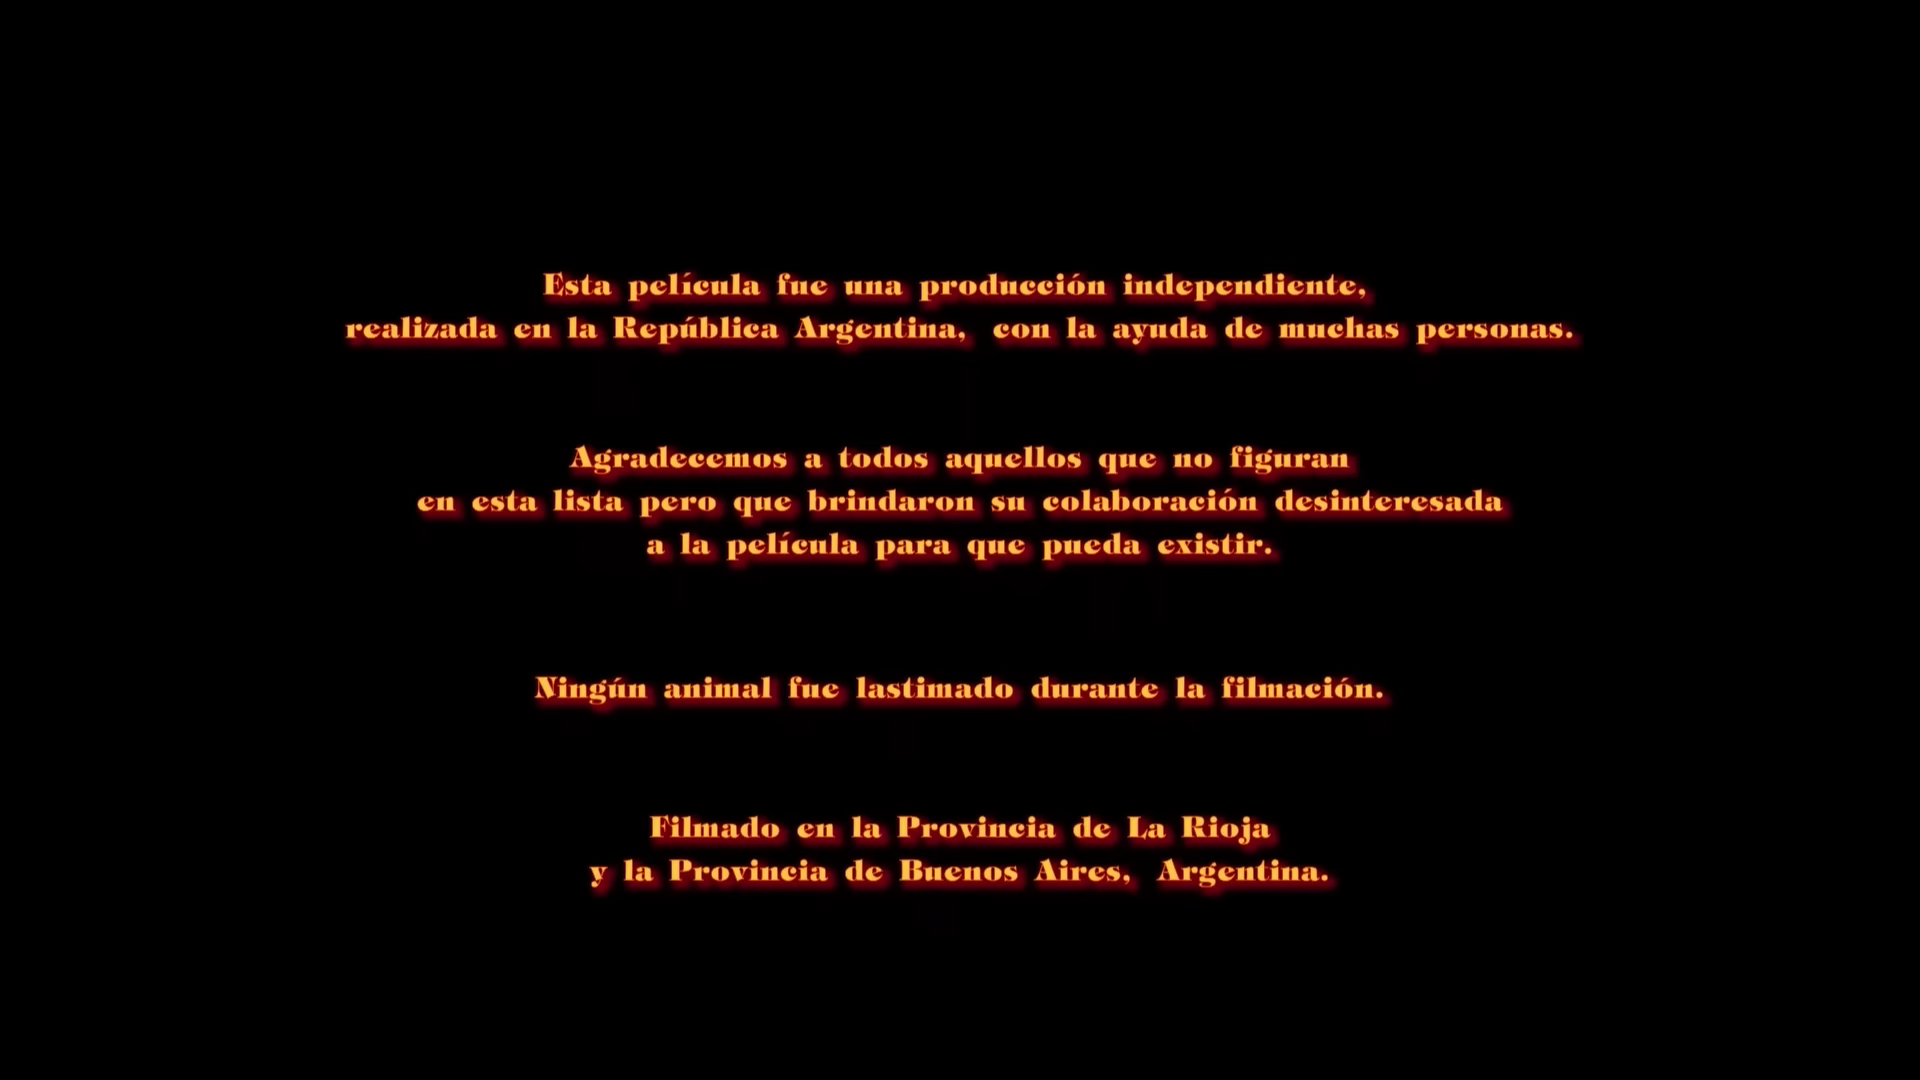 Esta película fue una producción independiente,
realizada en la República Argentina, con la ayuda de muchas personas.
Agradecemos a todos aquellos que no figuran
en esta lista pero que brindaron su colaboración desinteresada
a la película para que pueda existir.
Ningún animal fue lastimado durante la filmación.
Filmado en la Provincia de La Rioja
y la Provincia de Buenos Aires, Argentina.